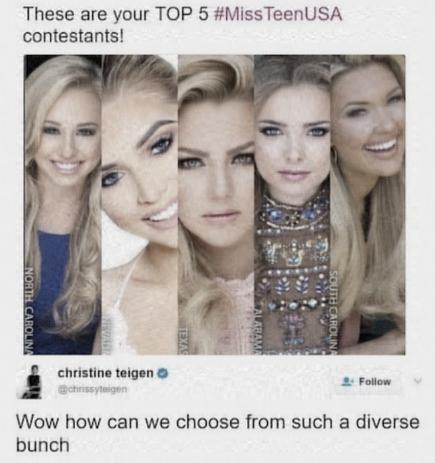 These are your TOP 5 #MissTeenUSA
contestants!
NORTH CAROLINA
TEXAS
ALABAMA
SOUTH CAROLINA
christine teigen
@chrissyteigen
Follow
Wow how can we choose from such a diverse
bunch